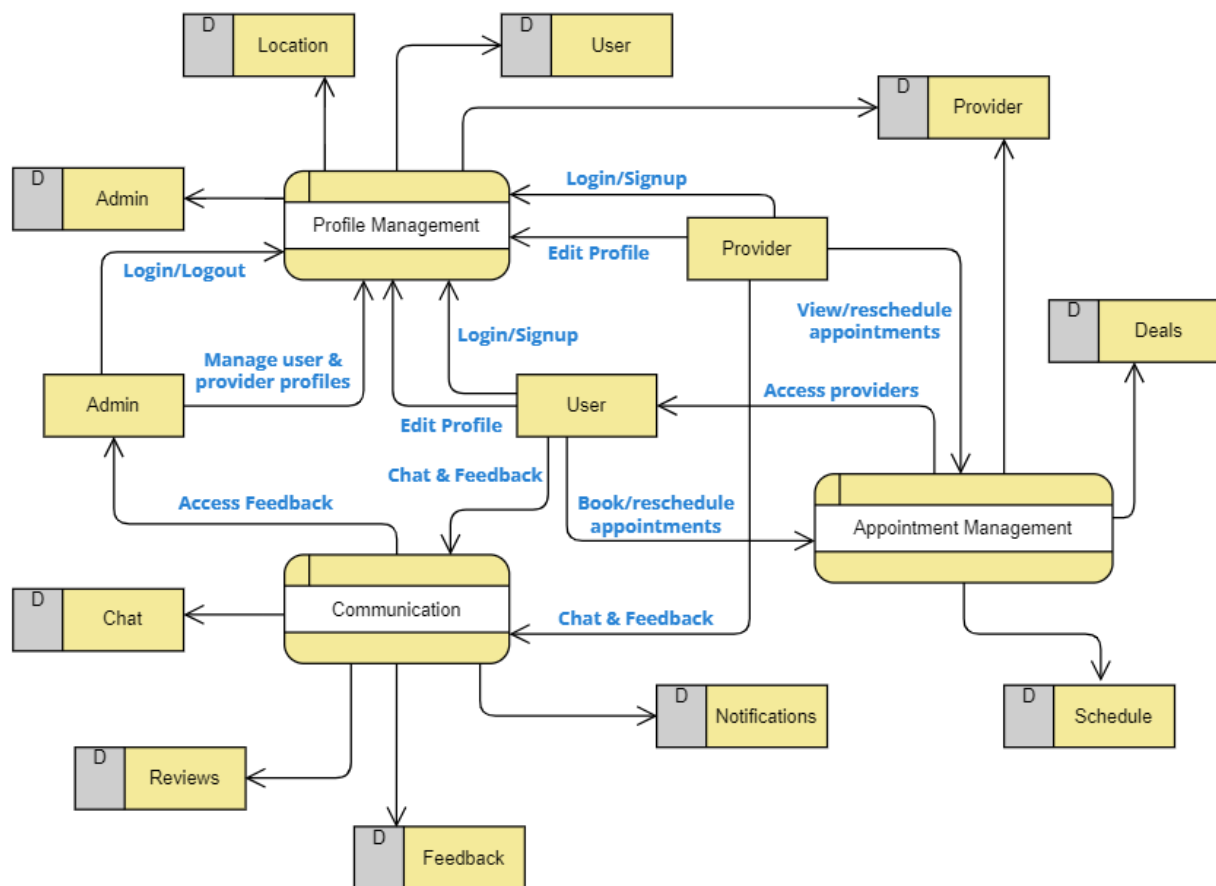 D
Location
D
User
D
Provider
D
Admin
Login/Signup
Profile Management
Edit Profile
Provider
Login/Logout
View/reschedule
appointments
D
Deals
Login/Signup
Manage user &
provider profiles
Admin
User
Access providers
Edit Profile
Chat & Feedback
Access Feedback
Book/reschedule
appointments
Appointment Management
D
Chat
Communication
Chat & Feedback
D
Notifications
D
Schedule
D
Reviews
D
Feedback